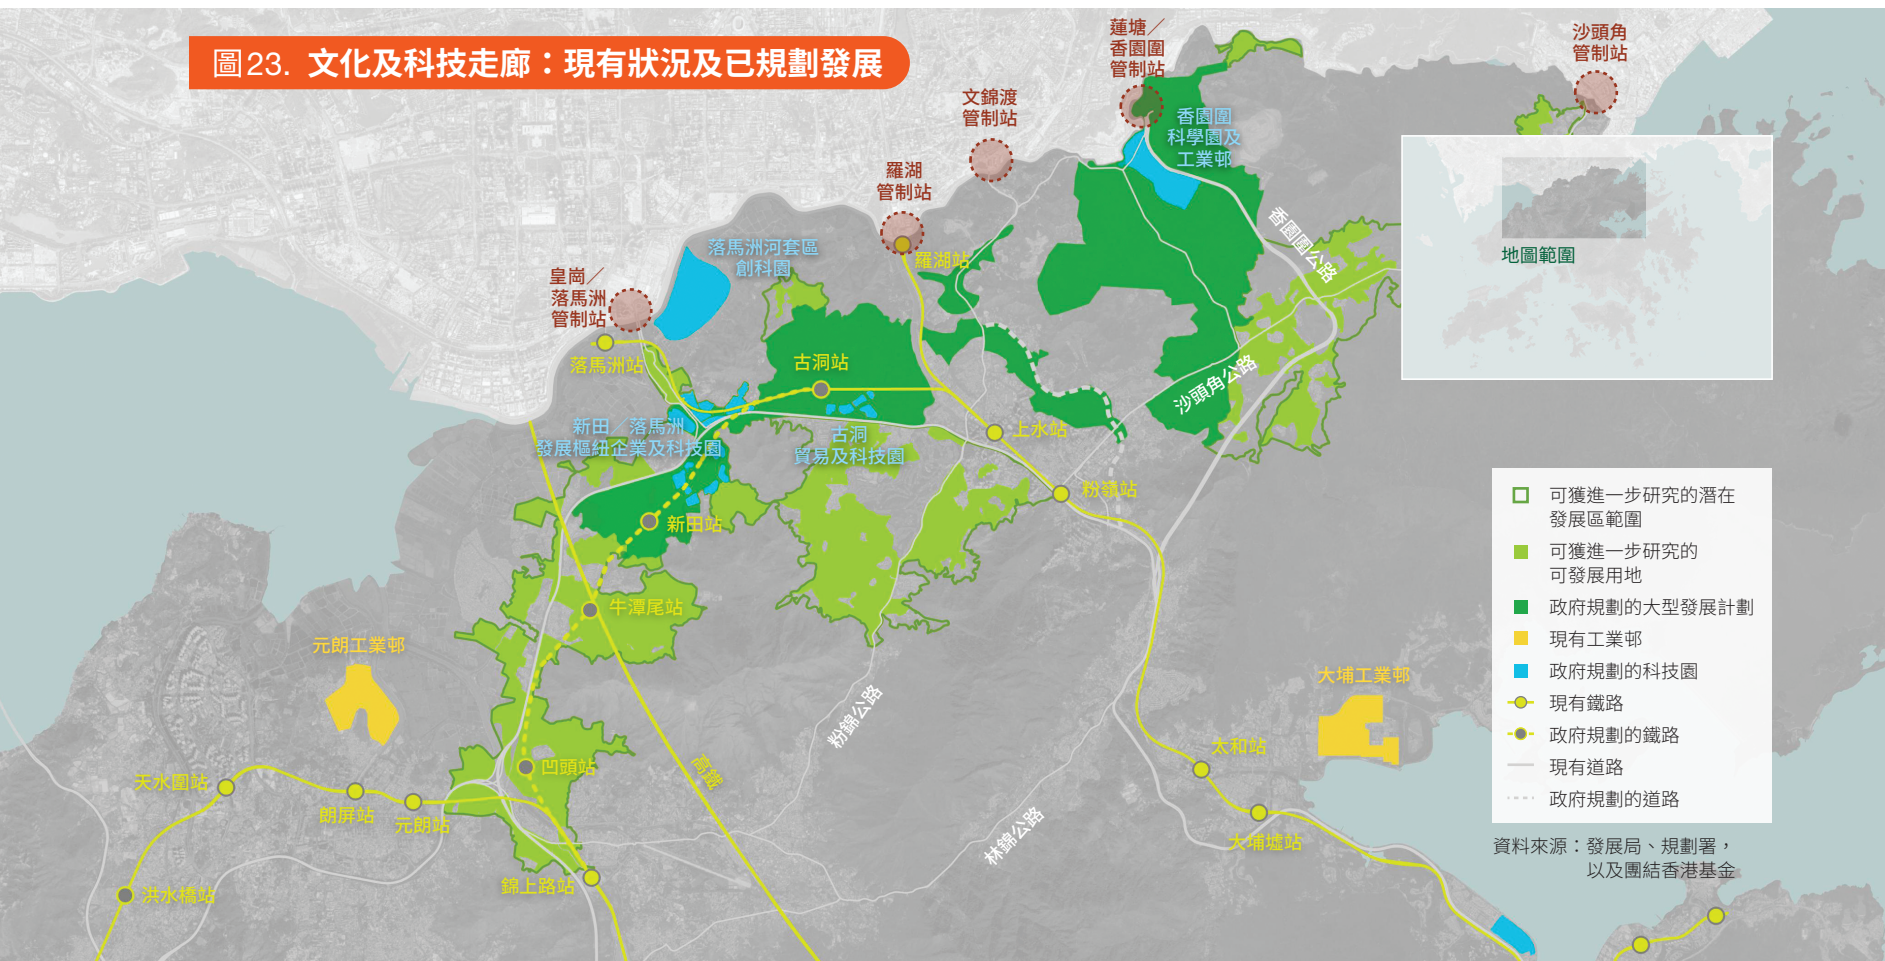 圖23. 文化及科技走廊：現有狀況及已規劃發展
蓮塘／
香園圍
管制站
沙頭角
管制站
文錦渡
管制站
香園圍
科學園及
工業邨
羅湖
管制站
香園圍公路
地圖範圍
落馬洲河套區
創科園
羅湖站
皇崗／
落馬洲
管制站
落馬洲站
古洞站
沙頭角公路
新田／落馬洲
發展樞紐企業及科技園
古洞
貿易及科技園
上水站
粉嶺站
新田站
牛潭尾站
元朗工業邨
大埔工業邨
粉錦公路
高鐵
凹頭站
太和站
天水圍站
朗屏站
元朗站
林錦公路
大埔墟站
錦上路站
洪水橋站
可獲進一步研究的潛在
發展區範圍
可獲進一步研究的
可發展用地
政府規劃的大型發展計劃
現有工業邨
政府規劃的科技園
現有鐵路
政府規劃的鐵路
現有道路
政府規劃的道路
資料來源：發展局、規劃署，
以及團結香港基金